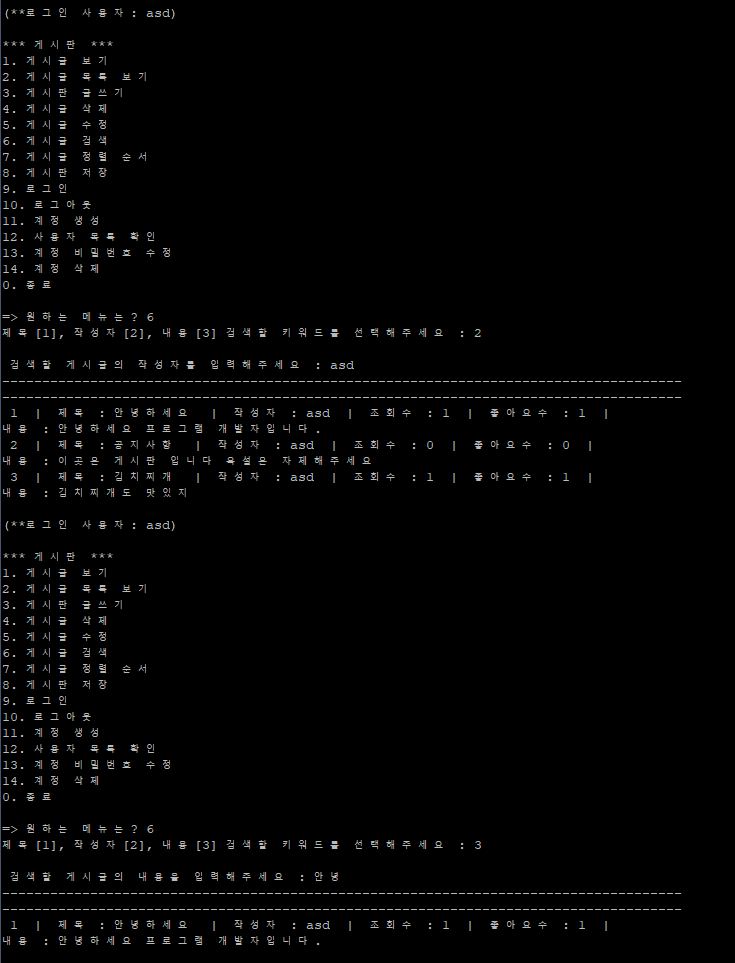 (**로그인 사용자 : asd)
*** 게시판 ***
1. 게시글 보기
2. 게시글 목록 보기
3. 게시판 글쓰기
4. 게시글 삭제
5. 게시글 수정
6. 게시글 검색
7. 게시글 정렬 순서
8. 게시판 저장
9. 로그인
10. 로그아웃
11. 계정 생성
12. 사용자 목록 확인
13. 계정 비밀번호 수정
14. 계정 삭제
0. 종료
=> 원하는 메뉴는? 6
제목[1], 작성자[2], 내용[3] 검색할 키워드를 선택해주세요 : 2
검색할 게시글의 작성자를 입력해주세요 : asd
--------------------------------------------------------------------------------------
--------------------------------------------------------------------------------------
1 | 제목 : 안녕하세요 | 작성자 : asd | 조회수 : 1 | 좋아요수 : 1 |
내용 : 안녕하세요 프로그램 개발자입니다.
2 | 제목 : 공지사항 | 작성자 : asd | 조회수 : 0 | 좋아요수 : 0 |
내용 : 이곳은 게시판 입니다 욕설은 자제해주세요
3 | 제목 : 김치찌개 | 작성자 : asd | 조회수 : 1 | 좋아요수 : 1 |
내용 : 김치찌개도 맛있지
(**로그인 사용자 : asd)
*** 게시판 ***
1. 게시글 보기
2. 게시글 목록 보기
3. 게시판 글쓰기
4. 게시글 삭제
5. 게시글 수정
6. 게시글 검색
7. 게시글 정렬 순서
8. 게시판 저장
9. 로그인
10. 로그아웃
11. 계정 생성
12. 사용자 목록 확인
13. 계정 비밀번호 수정
14. 계정 삭제
0. 종료
=> 원하는 메뉴는? 6
제목[1], 작성자[2], 내용[3] 검색할 키워드를 선택해주세요 : 3
검색할 게시글의 내용을 입력해주세요 : 안녕
--------------------------------------------------------------------------------------
--------------------------------------------------------------------------------------
1 | 제목 : 안녕하세요 | 작성자 : asd | 조회수 : 1 | 좋아요수 : 1 |
내용 : 안녕하세요 프로그램 개발자입니다.